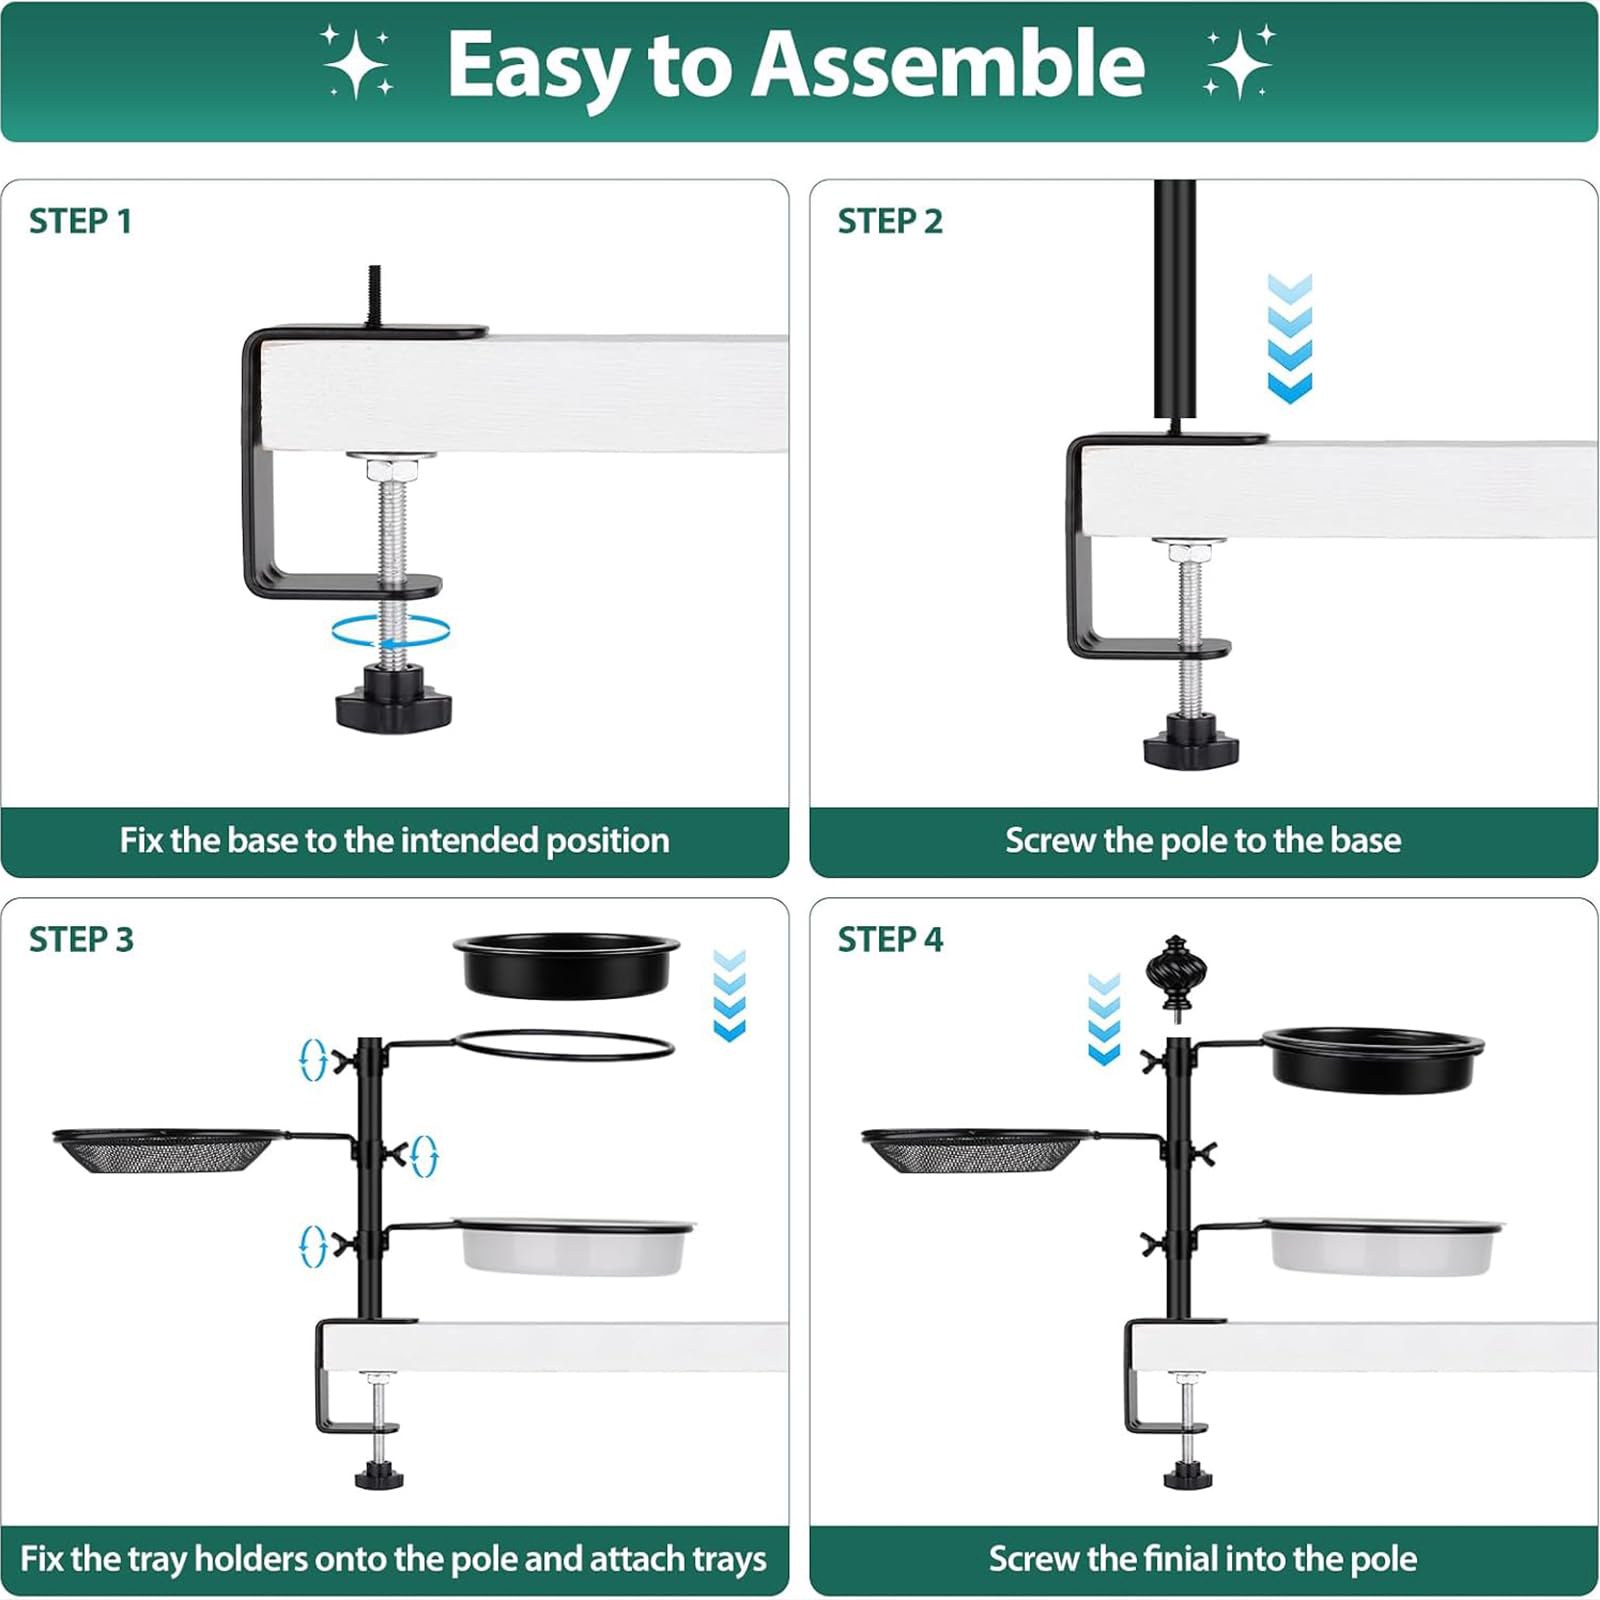 Easy to Assemble
STEP 1
Fix the base to the intended position
STEP 2
Screw the pole to the base
STEP 3
Fix the tray holders onto the pole and attach trays
STEP 4
Screw the finial into the pole